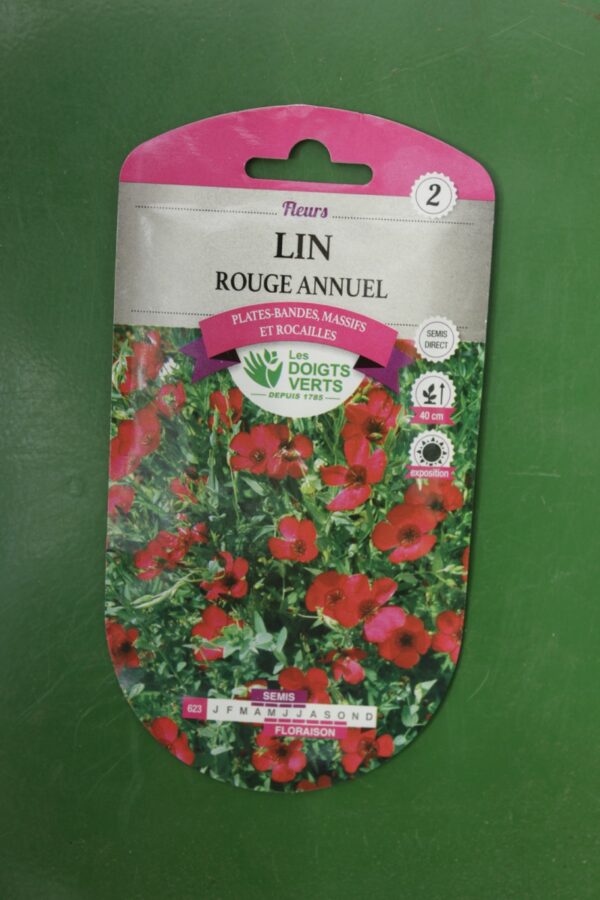 2
Fleurs
LIN
ROUGE ANNUEL
PLATES-BANDES, MASSIFS
ET ROCAILLES
SEMIS
DIRECT
Les
DOIGTS
VERTS
DEPUIS 1785
40 cm
exposition
SEMIS
623 J F M A M J J A S O N D
FLORAISON